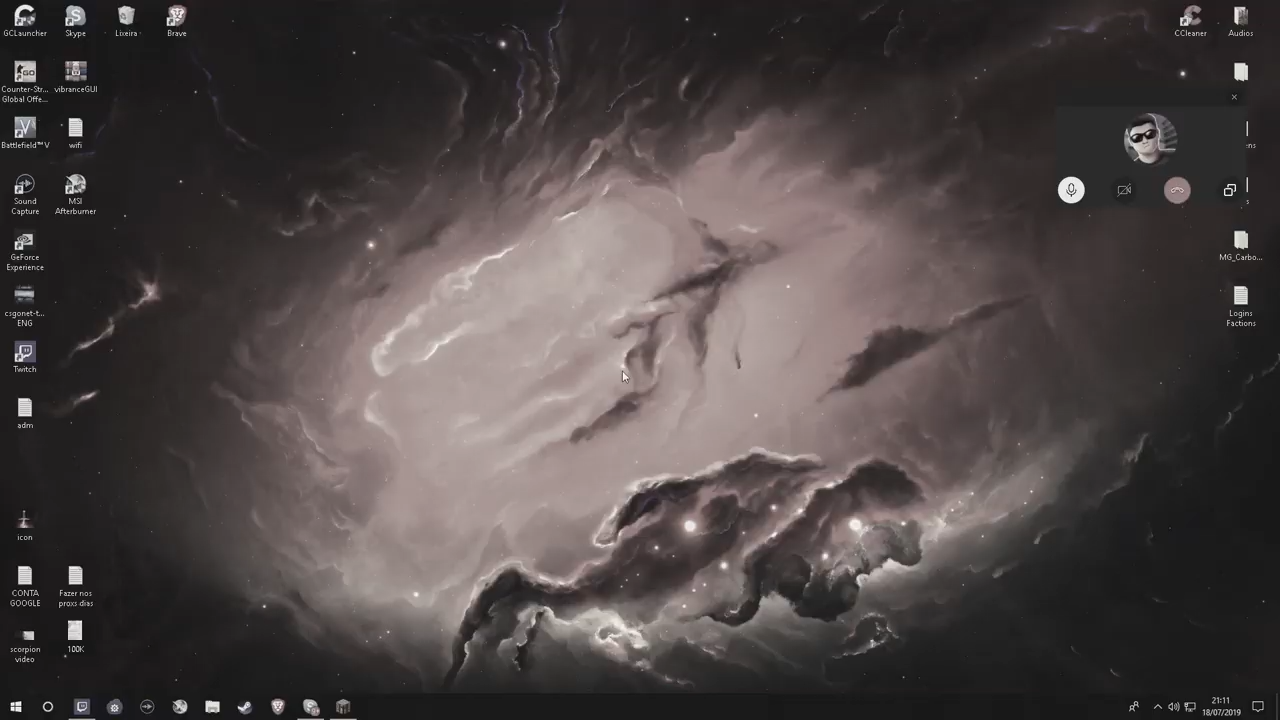 GCLauncher
Skype
Lixeira
Brave
CCleaner
Audios
Counter-Str...
Global Offe...
vibranceGUI
Battlefield™ V
wifi
Sound
Capture
MSI
Afterburner
GeForce
Experience
MG_Carbo...
csgonet-t...
ENG
Logins
Factions
Twitch
adm
icon
CONTA
GOOGLE
Fazer nos
proxs dias
scorpion
video
100K
21:11
18/07/2019